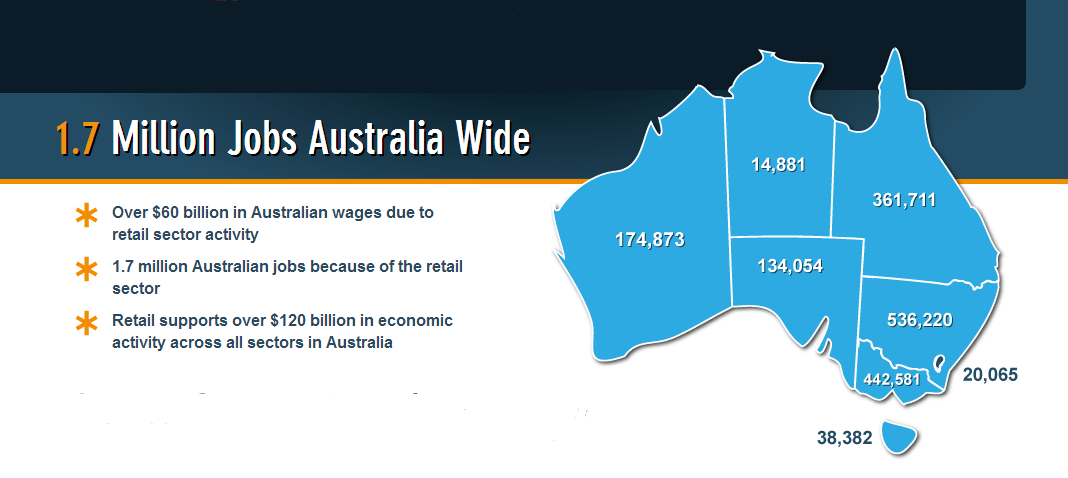 1.7 Million Jobs Australia Wide
Over $60 billion in Australian wages due to
retail sector activity
1.7 million Australian jobs because of the retail
sector
Retail supports over $120 billion in economic
activity across all sectors in Australia
14,881
361,711
174,873
134,054
536,220
20,065
442,581
38,382